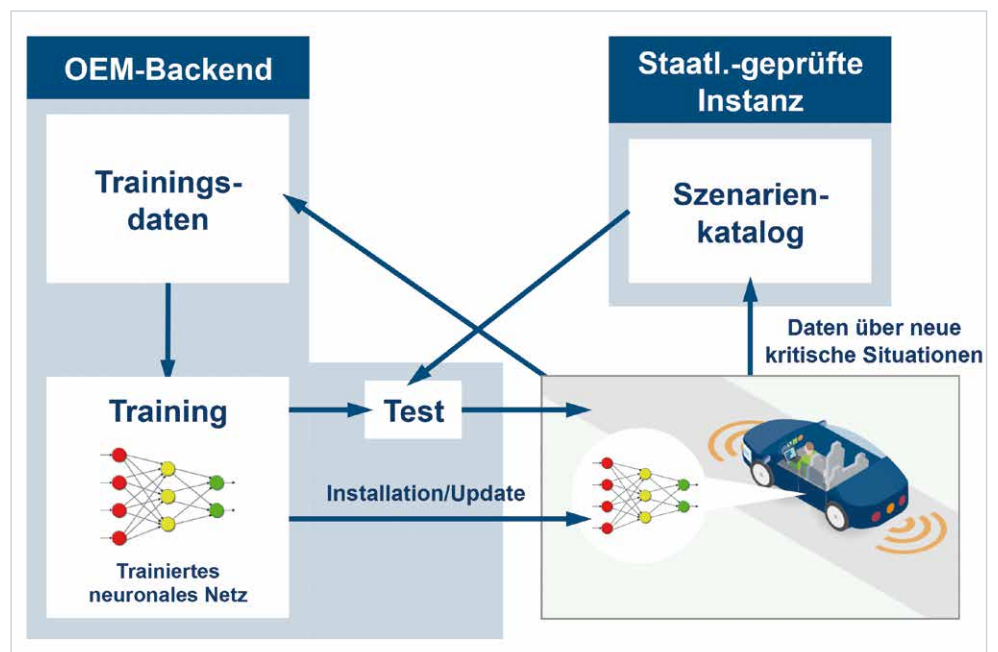 OEM-Backend
Trainings-
daten
Training
Trainiertes
neuronales Netz
Test
Installation/Update
Staatl.-geprüfte
Instanz
Szenarien-
katalog
Daten über neue
kritische Situationen